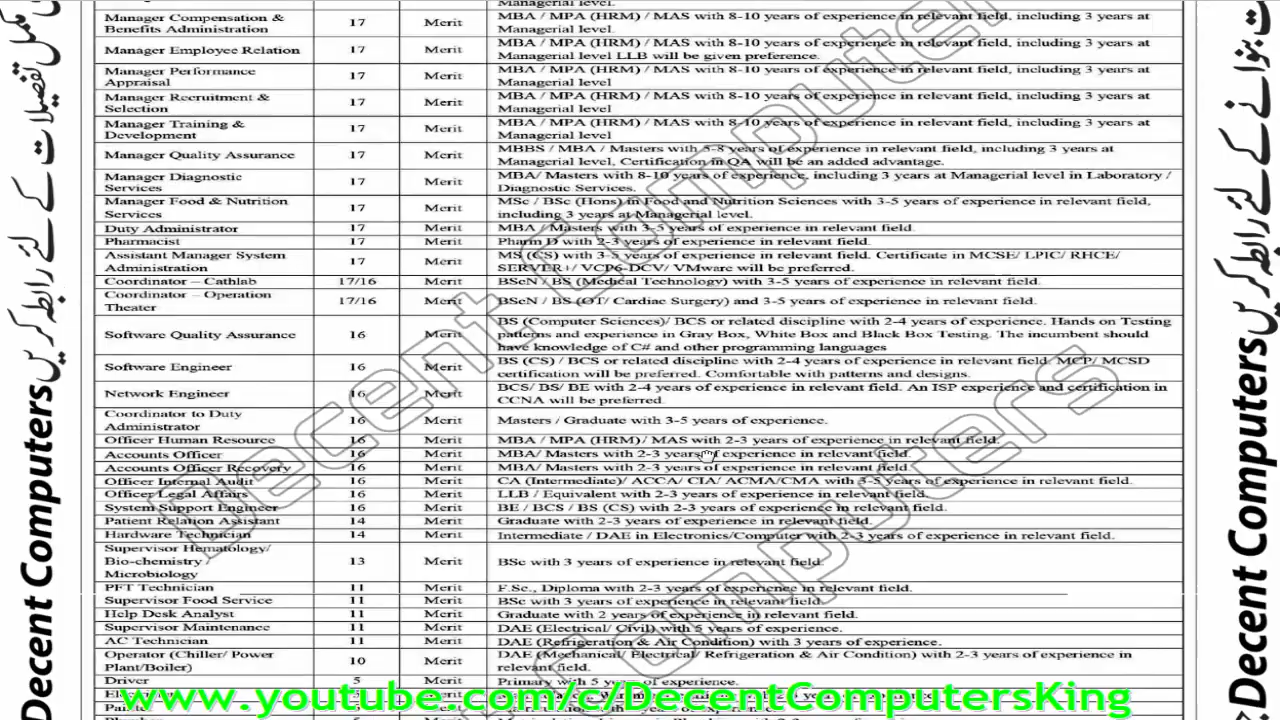 Managerial level.
Manager Compensation & Benefits Administration 17 Merit MBA / MPA (HRM) / MAS with 8-10 years of experience in relevant field, including 3 years at Managerial level.
Manager Employee Relation 17 Merit MBA / MPA (HRM) / MAS with 8-10 years of experience in relevant field, including 3 years at Managerial level LLB will be given preference.
Manager Performance Appraisal 17 Merit MBA / MPA (HRM) / MAS with 8-10 years of experience in relevant field, including 3 years at Managerial level
Manager Recruitment & Selection 17 Merit MBA / MPA (HRM) / MAS with 8-10 years of experience in relevant field, including 3 years at Managerial level
Manager Training & Development 17 Merit MBA / MPA (HRM) / MAS with 8-10 years of experience in relevant field, including 3 years at Managerial level
Manager Quality Assurance 17 Merit MBBS / MBA / Masters with 5-8 years of experience in relevant field, including 3 years at Managerial level, Certification in QA will be an added advantage.
Manager Diagnostic Services 17 Merit MBA/ Masters with 8-10 years of experience, including 3 years at Managerial level in Laboratory / Diagnostic Services.
Manager Food & Nutrition Services 17 Merit MSc / BSc (Hons) in Food and Nutrition Sciences with 3-5 years of experience in relevant field, including 3 years at Managerial level.
Duty Administrator 17 Merit MBA / Masters with 3-5 years of experience in relevant field.
Pharmacist 17 Merit Pharm D with 2-3 years of experience in relevant field.
Assistant Manager System Administration 17 Merit MS (CS) with 3-5 years of experience in relevant field. Certificate in MCSE/ LPIC/ RHCE/ SERVER+/ VCP6-DCV/ VMware will be preferred.
Coordinator – Cathlab 17/16 Merit BScN / BS (Medical Technology) with 3-5 years of experience in relevant field.
Coordinator – Operation Theater 17/16 Merit BScN / BS (OT/ Cardiac Surgery) and 3-5 years of experience in relevant field.
Software Quality Assurance 16 Merit BS (Computer Sciences)/ BCS or related discipline with 2-4 years of experience. Hands on Testing patterns and experience in Gray Box, White Box and Black Box Testing. The incumbent should have knowledge of C# and other programming languages
Software Engineer 16 Merit BS (CS) / BCS or related discipline with 2-4 years of experience in relevant field. MCP/ MCSD certification will be preferred. Comfortable with patterns and designs.
Network Engineer 16 Merit BCS/ BS/ BE with 2-4 years of experience in relevant field. An ISP experience and certification in CCNA will be preferred.
Coordinator to Duty Administrator 16 Merit Masters / Graduate with 3-5 years of experience.
Officer Human Resource 16 Merit MBA / MPA (HRM) / MAS with 2-3 years of experience in relevant field.
Accounts Officer 16 Merit MBA/ Masters with 2-3 years of experience in relevant field.
Accounts Officer Recovery 16 Merit MBA/ Masters with 2-3 years of experience in relevant field.
Officer Internal Audit 16 Merit CA (Intermediate)/ ACCA/ CIA/ ACMA/CMA with 3-5 years of experience in relevant field.
Officer Legal Affairs 16 Merit LLB / Equivalent with 2-3 years of experience in relevant field.
System Support Engineer 16 Merit BE / BCS / BS (CS) with 2-3 years of experience in relevant field.
Patient Relation Assistant 14 Merit Graduate with 2-3 years of experience in relevant field.
Hardware Technician 14 Merit Intermediate / DAE in Electronics/Computer with 2-3 years of experience in relevant field.
Supervisor Hematology/ Bio-chemistry / Microbiology 13 Merit BSc with 3 years of experience in relevant field.
PFT Technician 11 Merit F.Sc., Diploma with 2-3 years of experience in relevant field.
Supervisor Food Service 11 Merit BSc with 3 years of experience in relevant field.
Help Desk Analyst 11 Merit Graduate with 2 years of experience in relevant field.
Supervisor Maintenance 11 Merit DAE (Electrical/ Civil) with 5 years of experience.
AC Technician 11 Merit DAE (Refrigeration & Air Condition) with 3 years of experience.
Operator (Chiller/ Power Plant/Boiler) 10 Merit DAE (Mechanical/ Electrical/ Refrigeration & Air Condition) with 2-3 years of experience in relevant field.
Driver 5 Merit Primary with 5 years of experience.
www.youtube.com/c/DecentComputersKing
Decent Computers
Decent Computers
Decent Computers
Computers